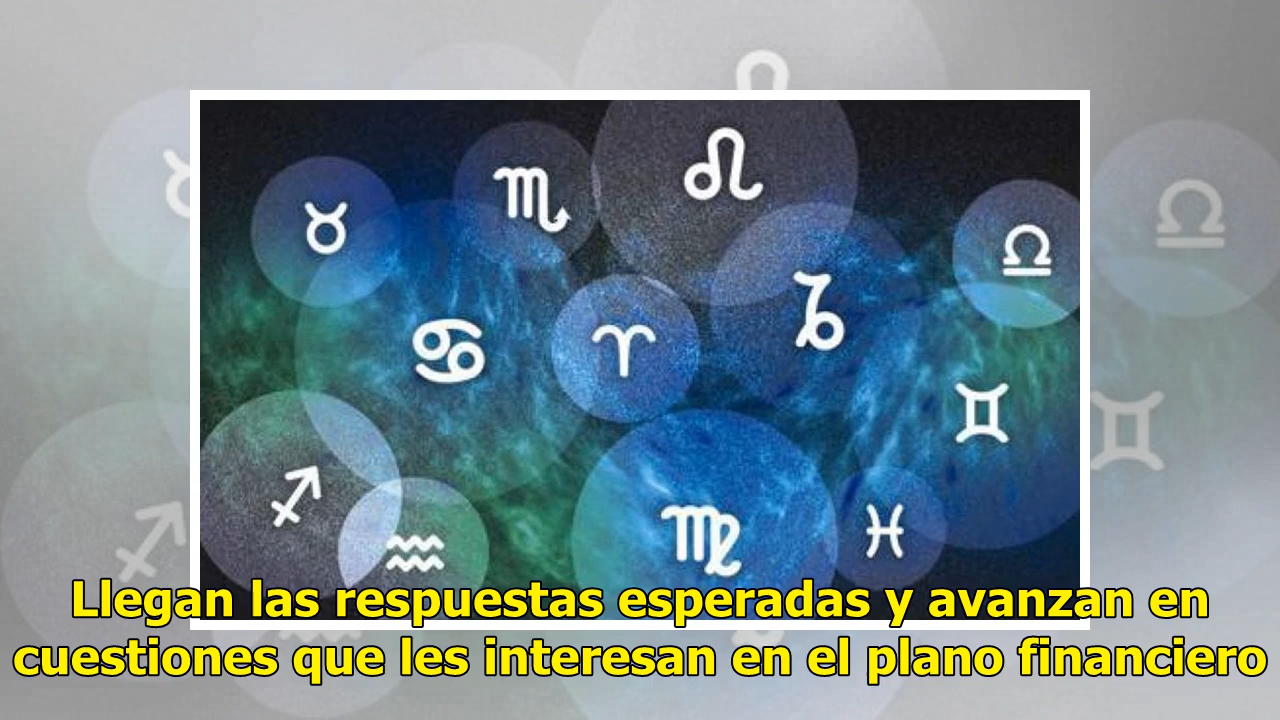 Llegan las respuestas esperadas y avanzan en
cuestiones que les interesan en el plano financiero